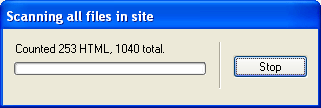 Scanning all files in site
Counted 253 HTML, 1040 total.
Stop